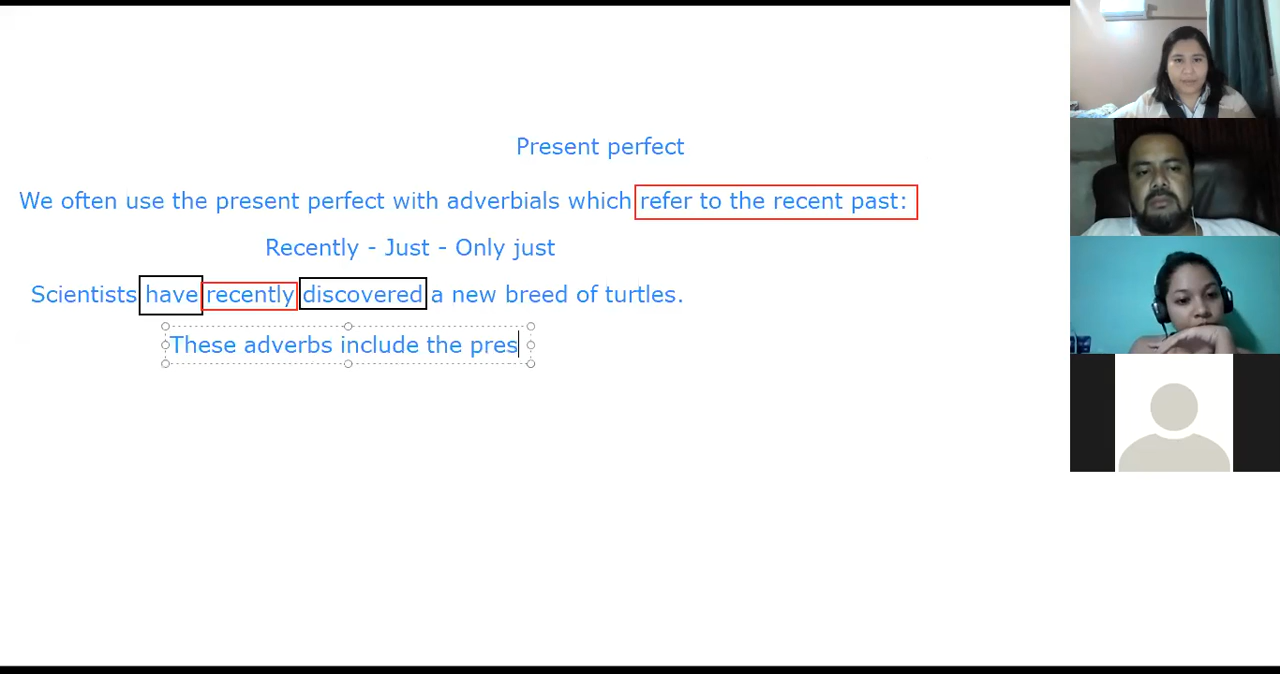 Present perfect
We often use the present perfect with adverbials which refer to the recent past:
Recently - Just - Only just
Scientists have recently discovered a new breed of turtles.
These adverbs include the pres